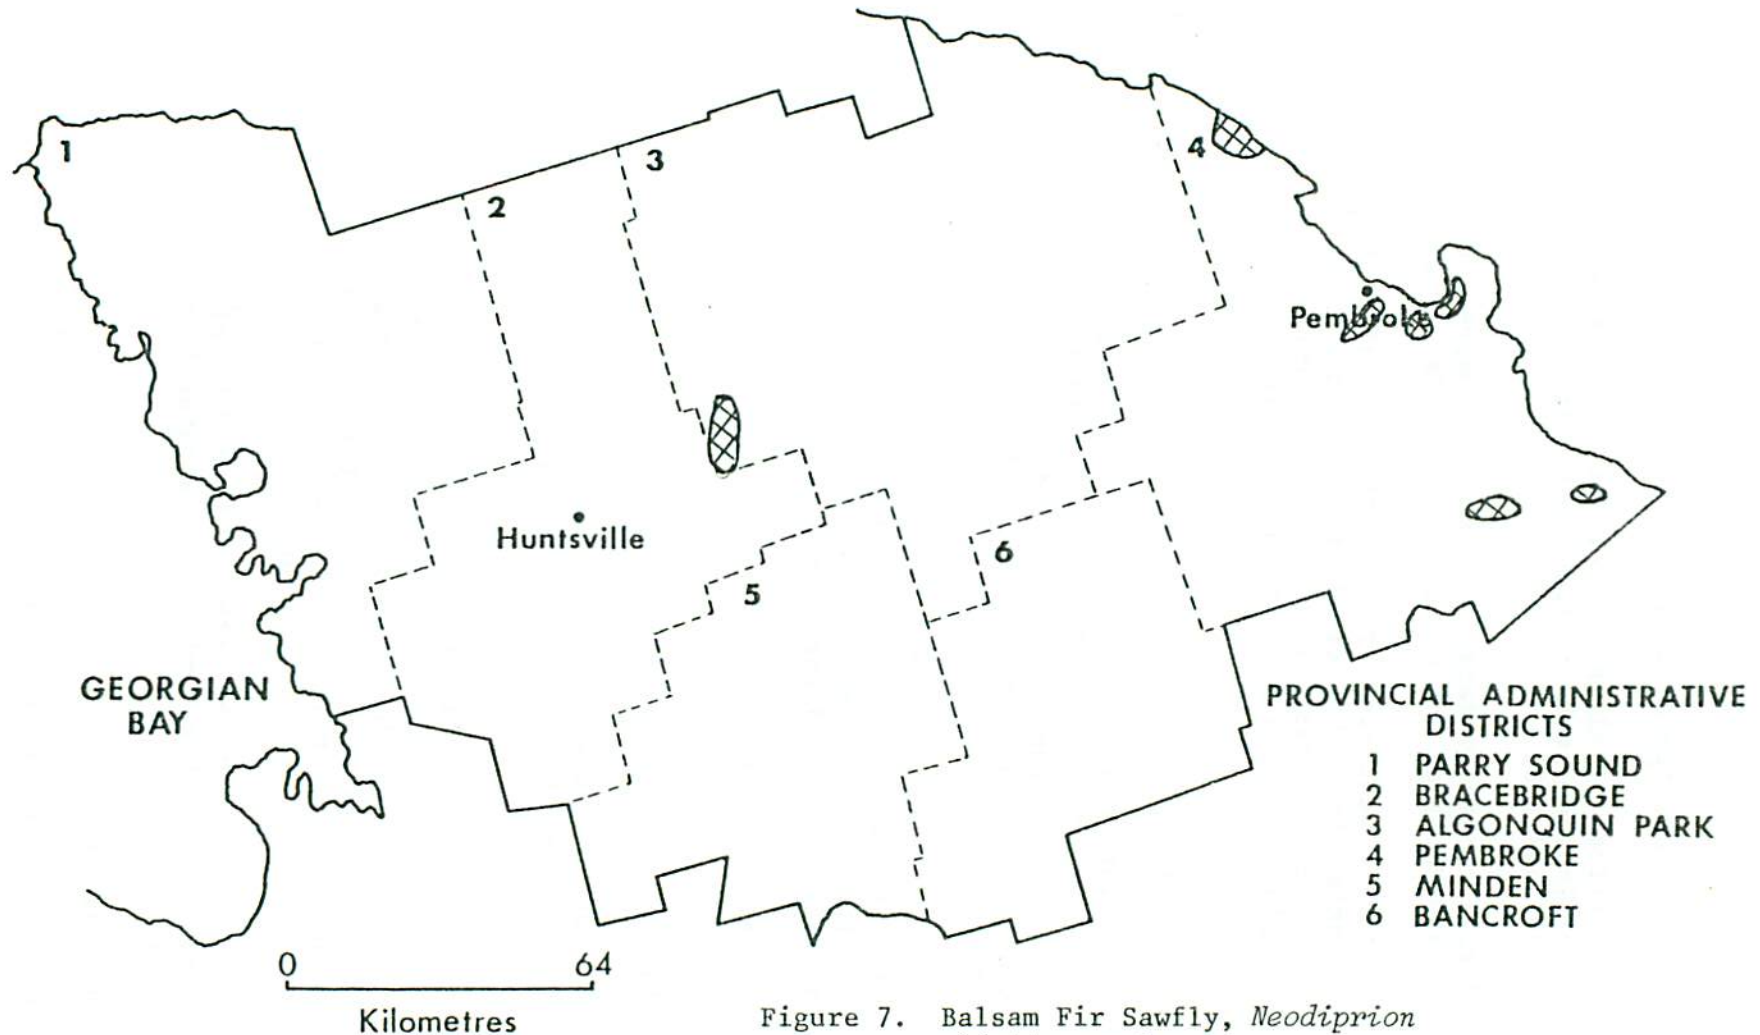 1
2
3
4
Pembroke
Huntsville
6
5
GEORGIAN
BAY
PROVINCIAL ADMINISTRATIVE
DISTRICTS
1 PARRY SOUND
2 BRACEBRIDGE
3 ALGONQUIN PARK
4 PEMBROKE
5 MINDEN
6 BANCROFT
0 64
Kilometres
Figure 7. Balsam Fir Sawfly, Neodiprion